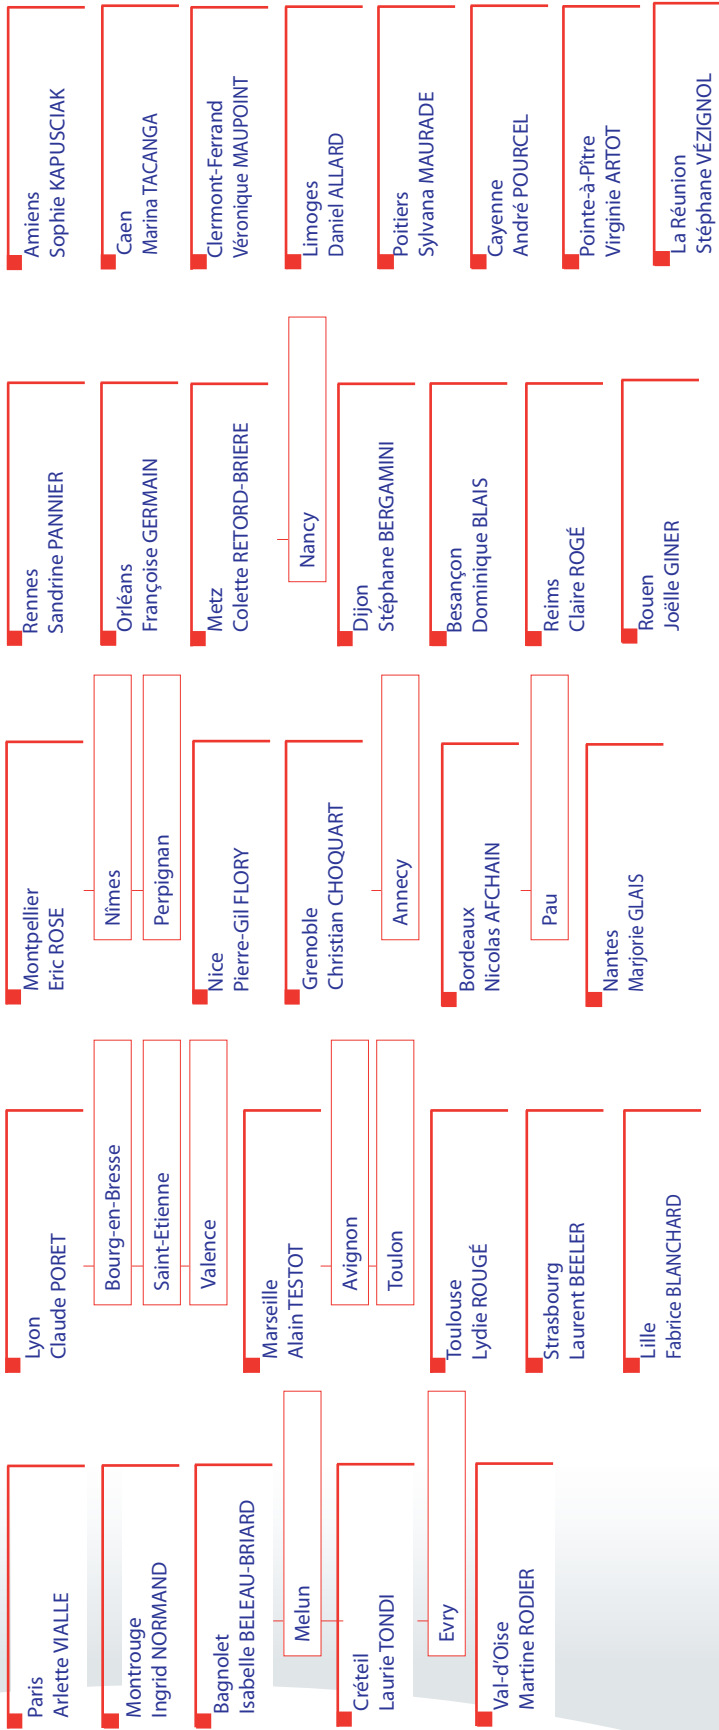 Paris
Arlette VIALLE
Montrouge
Ingrid NORMAND
Bagnolet
Isabelle BELEAU-BRIARD
Melun
Créteil
Laurie TONDI
Evry
Val-d'Oise
Martine RODIER
Lyon
Claude PORET
Bourg-en-Bresse
Saint-Etienne
Valence
Marseille
Alain TESTOT
Avignon
Toulon
Toulouse
Lydie ROUGÉ
Strasbourg
Laurent BEELER
Lille
Fabrice BLANCHARD
Montpellier
Eric ROSE
Nîmes
Perpignan
Nice
Pierre-Gil FLORY
Grenoble
Christian CHOQUART
Annecy
Bordeaux
Nicolas AFCHAIN
Pau
Nantes
Marjorie GLAIS
Rennes
Sandrine PANNIER
Orléans
Françoise GERMAIN
Metz
Colette RETORD-BRIERE
Nancy
Dijon
Stéphane BERGAMINI
Besançon
Dominique BLAIS
Reims
Claire ROGÉ
Rouen
Joëlle GINER
Amiens
Sophie KAPUSCIAK
Caen
Marina TACANGA
Clermont-Ferrand
Véronique MAUPOINT
Limoges
Daniel ALLARD
Poitiers
Sylvana MAURADE
Cayenne
André POURCEL
Pointe-à-Pître
Virginie ARTOT
La Réunion
Stéphane VÉZIGNOL